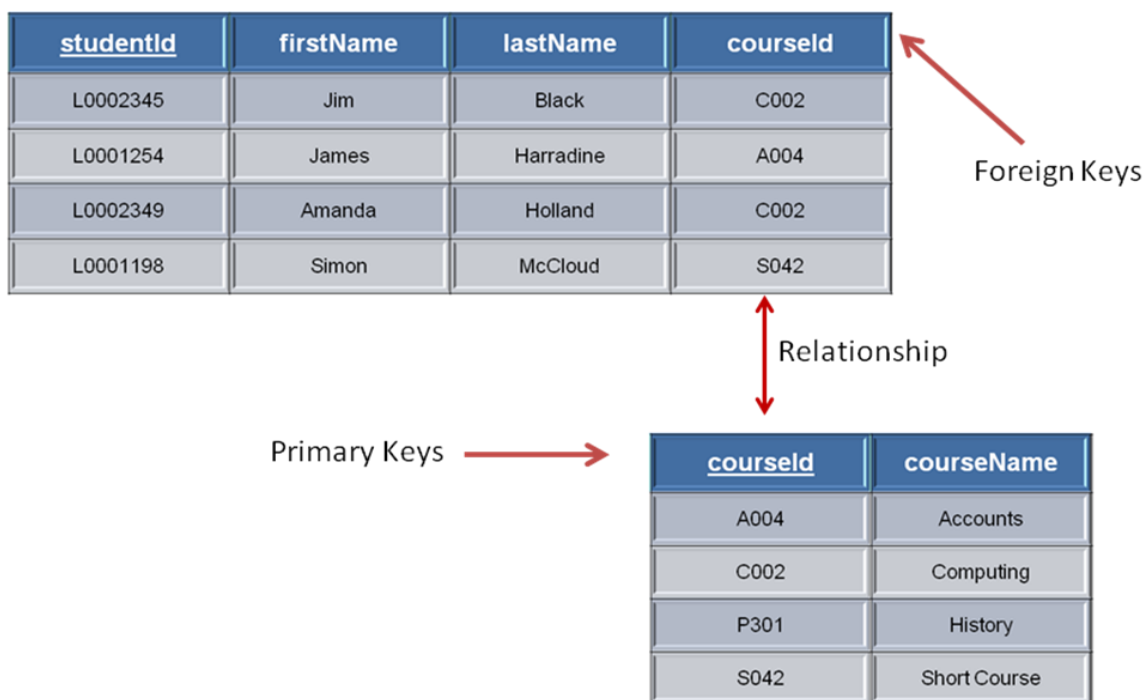 studentId firstName lastName courseId
L0002345 Jim Black C002
L0001254 James Harradine A004
L0002349 Amanda Holland C002
L0001198 Simon McCloud S042
Foreign Keys
Relationship
Primary Keys
courseId courseName
A004 Accounts
C002 Computing
P301 History
S042 Short Course